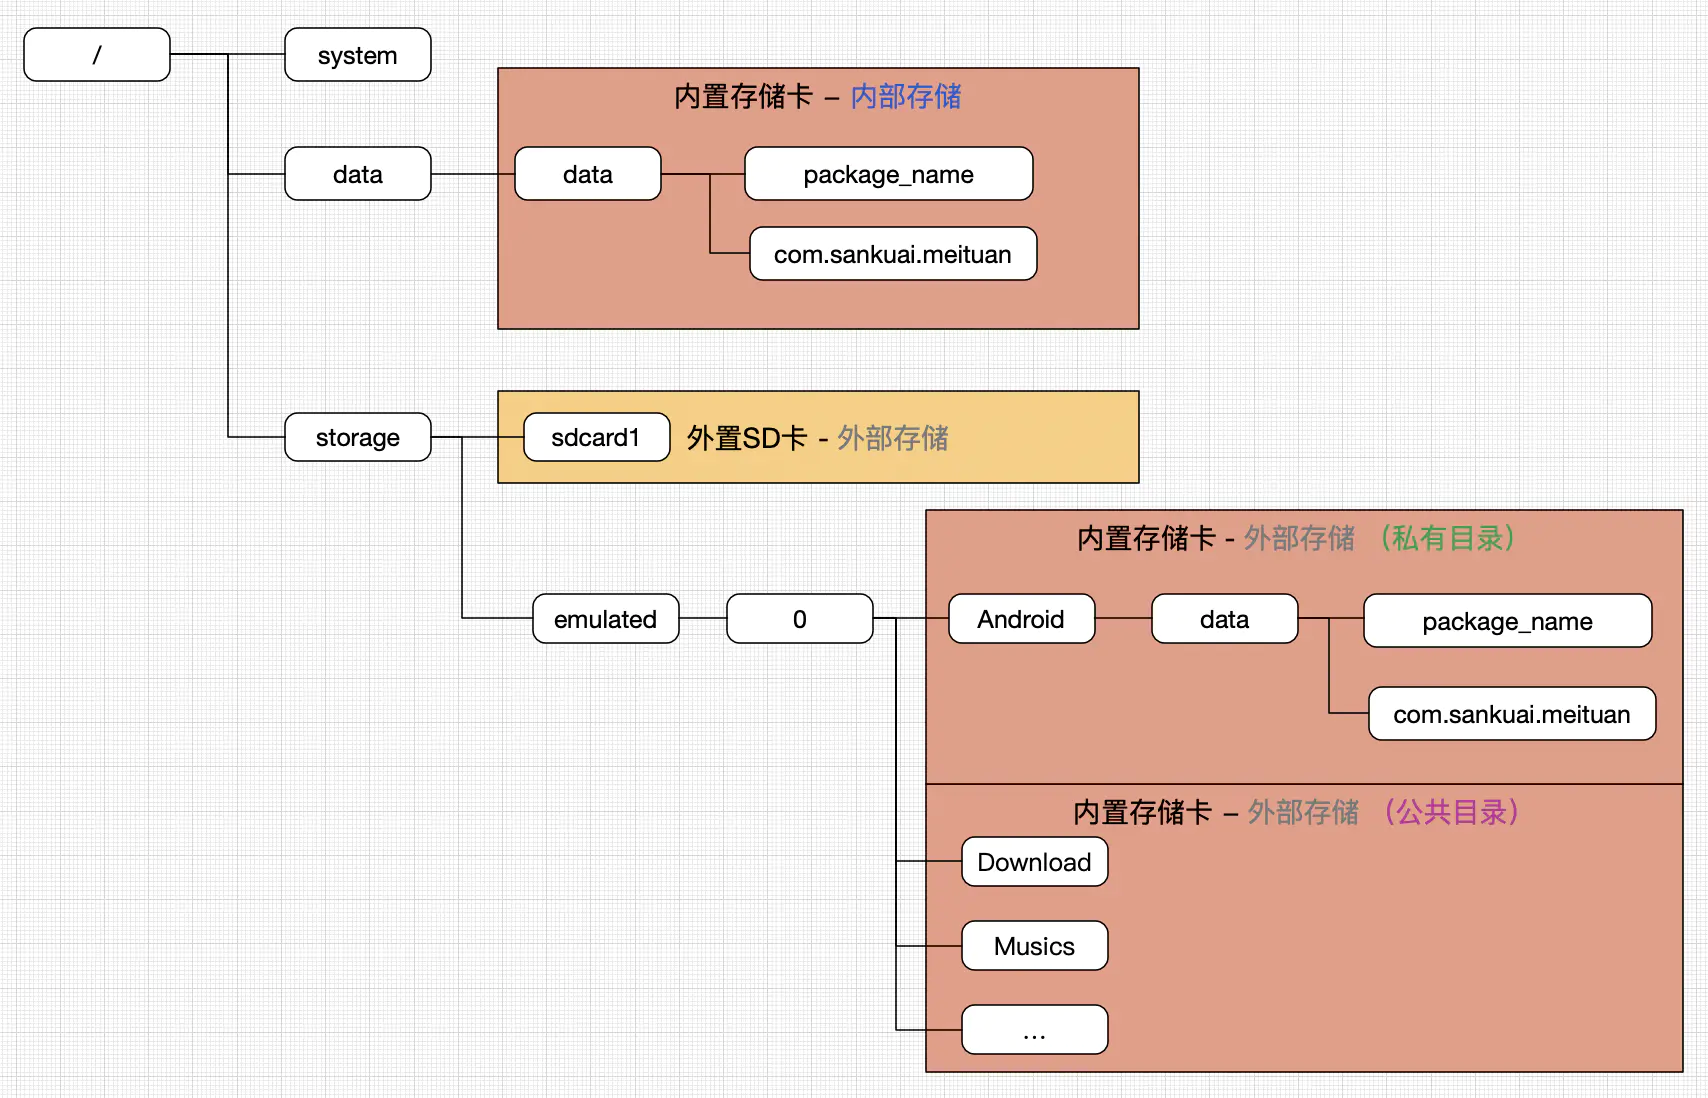 /
system
内置存储卡 – 内部存储
data
data
package_name
com.sankuai.meituan
storage
sdcard1
外置SD卡 - 外部存储
内置存储卡 - 外部存储 （私有目录）
emulated
0
Android
data
package_name
com.sankuai.meituan
内置存储卡 – 外部存储 （公共目录）
Download
Musics
...